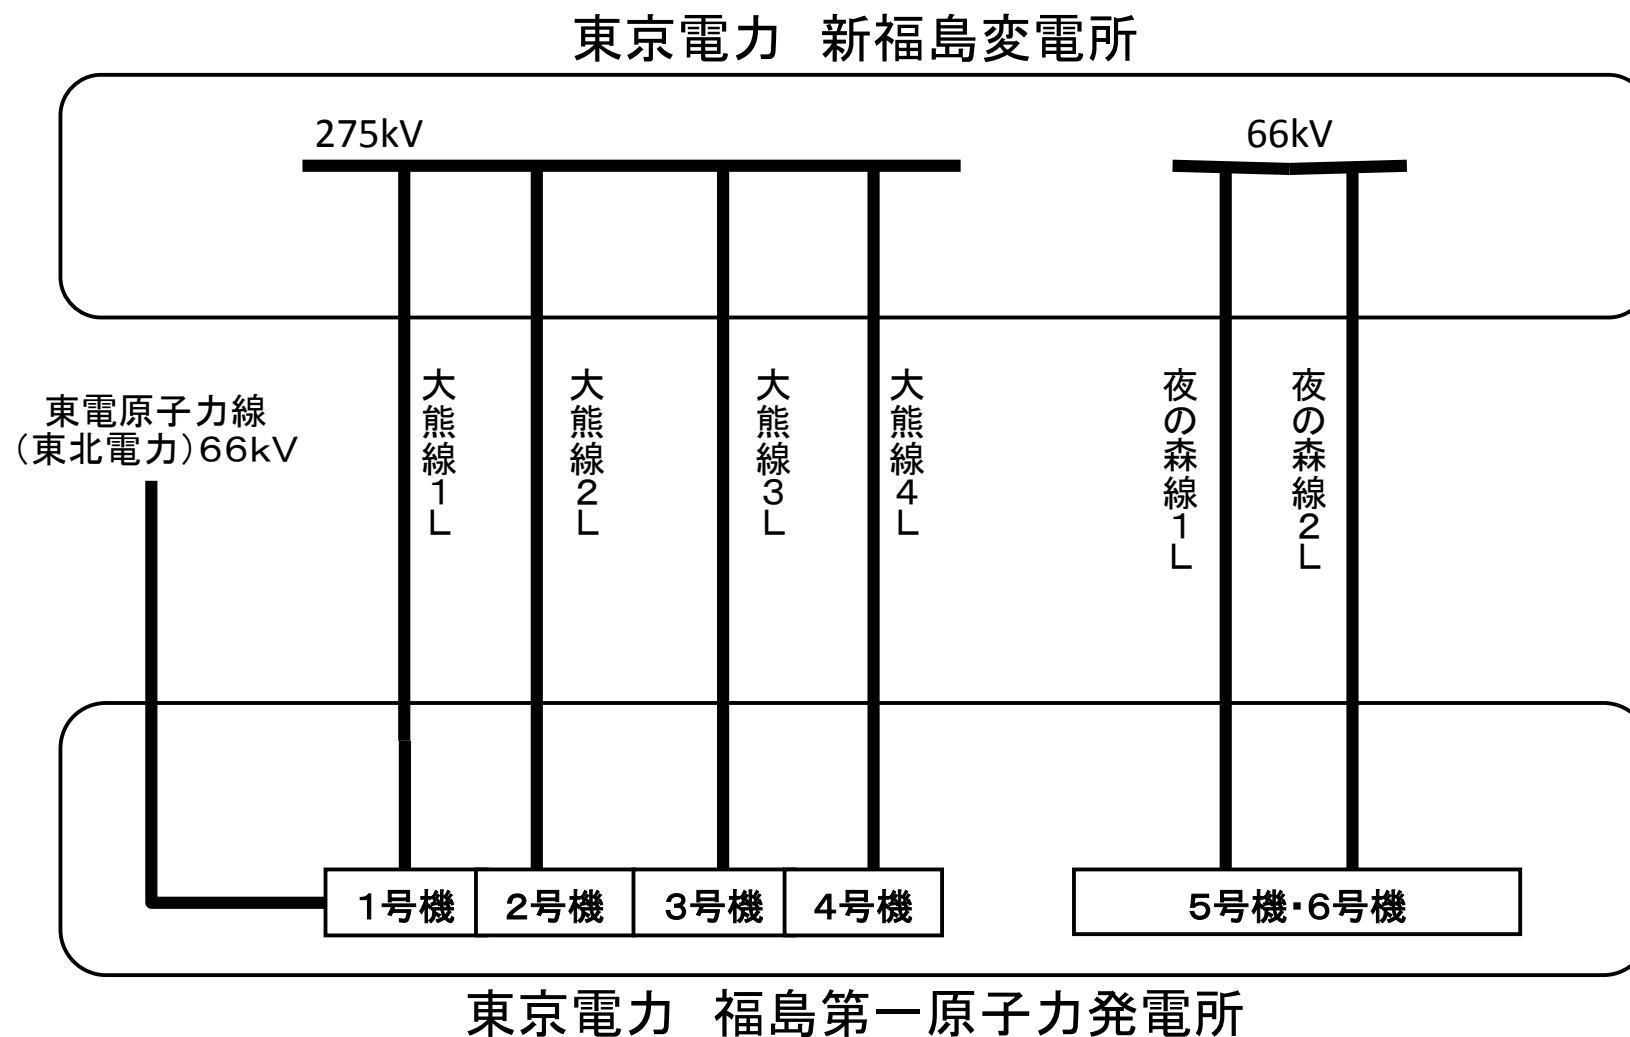 東京電力　新福島変電所
275kV
66kV
東電原子力線
（東北電力）66kV
大熊線1L
大熊線2L
大熊線3L
大熊線4L
夜の森線1L
夜の森線2L
1号機
2号機
3号機
4号機
5号機・6号機
東京電力　福島第一原子力発電所